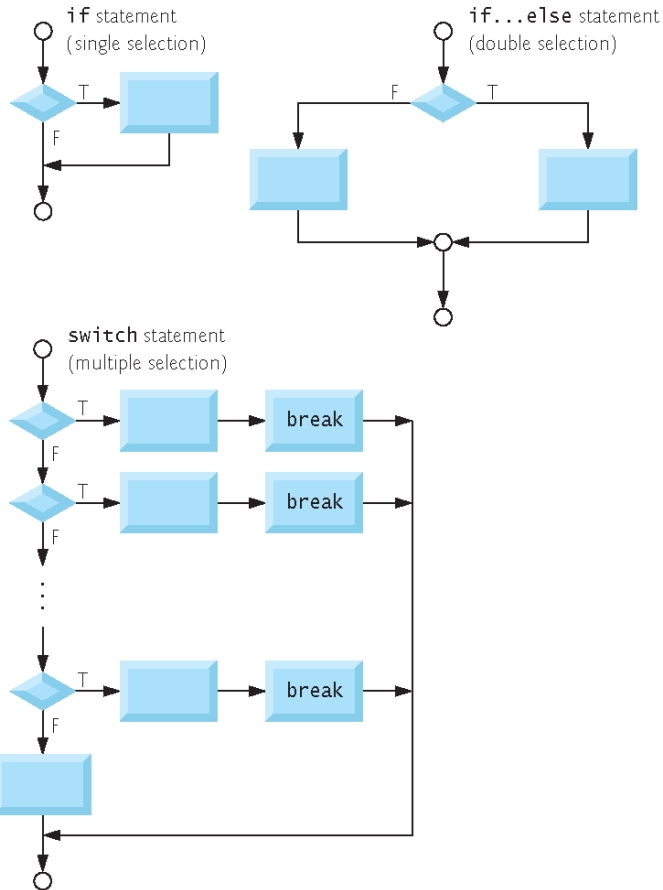 if statement
(single selection)
T
F
if...else statement
(double selection)
F
T
switch statement
(multiple selection)
T
break
F
T
break
F
T
break
F